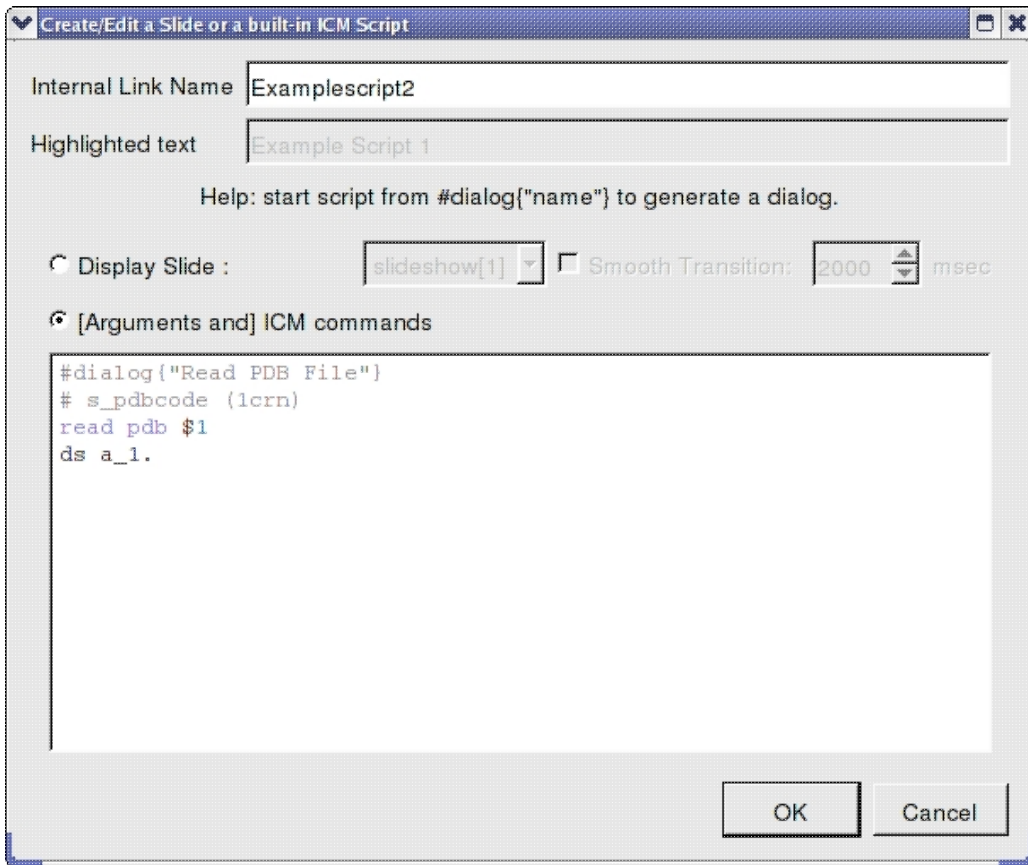 Create/Edit a Slide or a built-in ICM Script
Internal Link Name Examplescript2
Highlighted text Example Script 1
Help: start script from #dialog{"name"} to generate a dialog.
Display Slide : slideshow[1] Smooth Transition: 2000 msec
[Arguments and] ICM commands
#dialog{"Read PDB File"}
# s_pdbcode (1crn)
read pdb $1
ds a_1.
OK Cancel